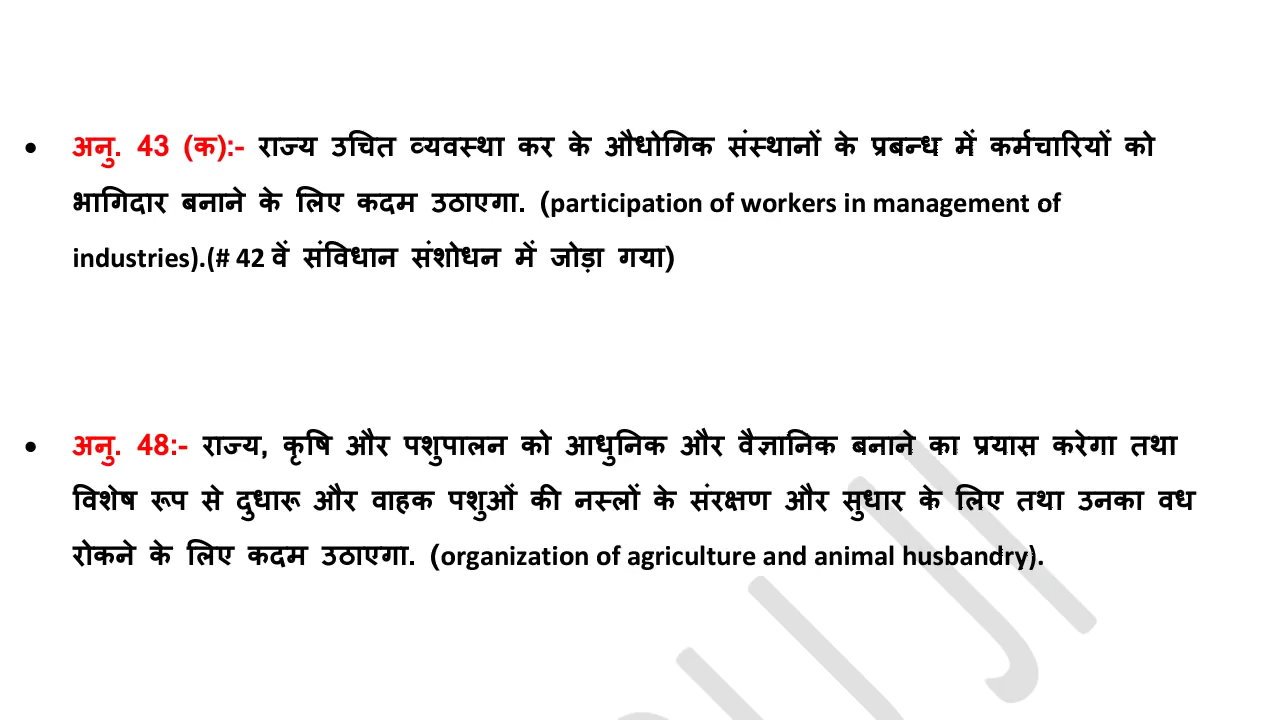 • अनु. 43 (क):- राज्य उचित व्यवस्था कर के औधोगिक संस्थानों के प्रबन्ध में कर्मचारियों को
भागिदार बनाने के लिए कदम उठाएगा. (participation of workers in management of
industries).(# 42 वें संविधान संशोधन में जोड़ा गया)
• अनु. 48:- राज्य, कृषि और पशुपालन को आधुनिक और वैज्ञानिक बनाने का प्रयास करेगा तथा
विशेष रूप से दुधारू और वाहक पशुओं की नस्लों के संरक्षण और सुधार के लिए तथा उनका वध
रोकने के लिए कदम उठाएगा. (organization of agriculture and animal husbandry).